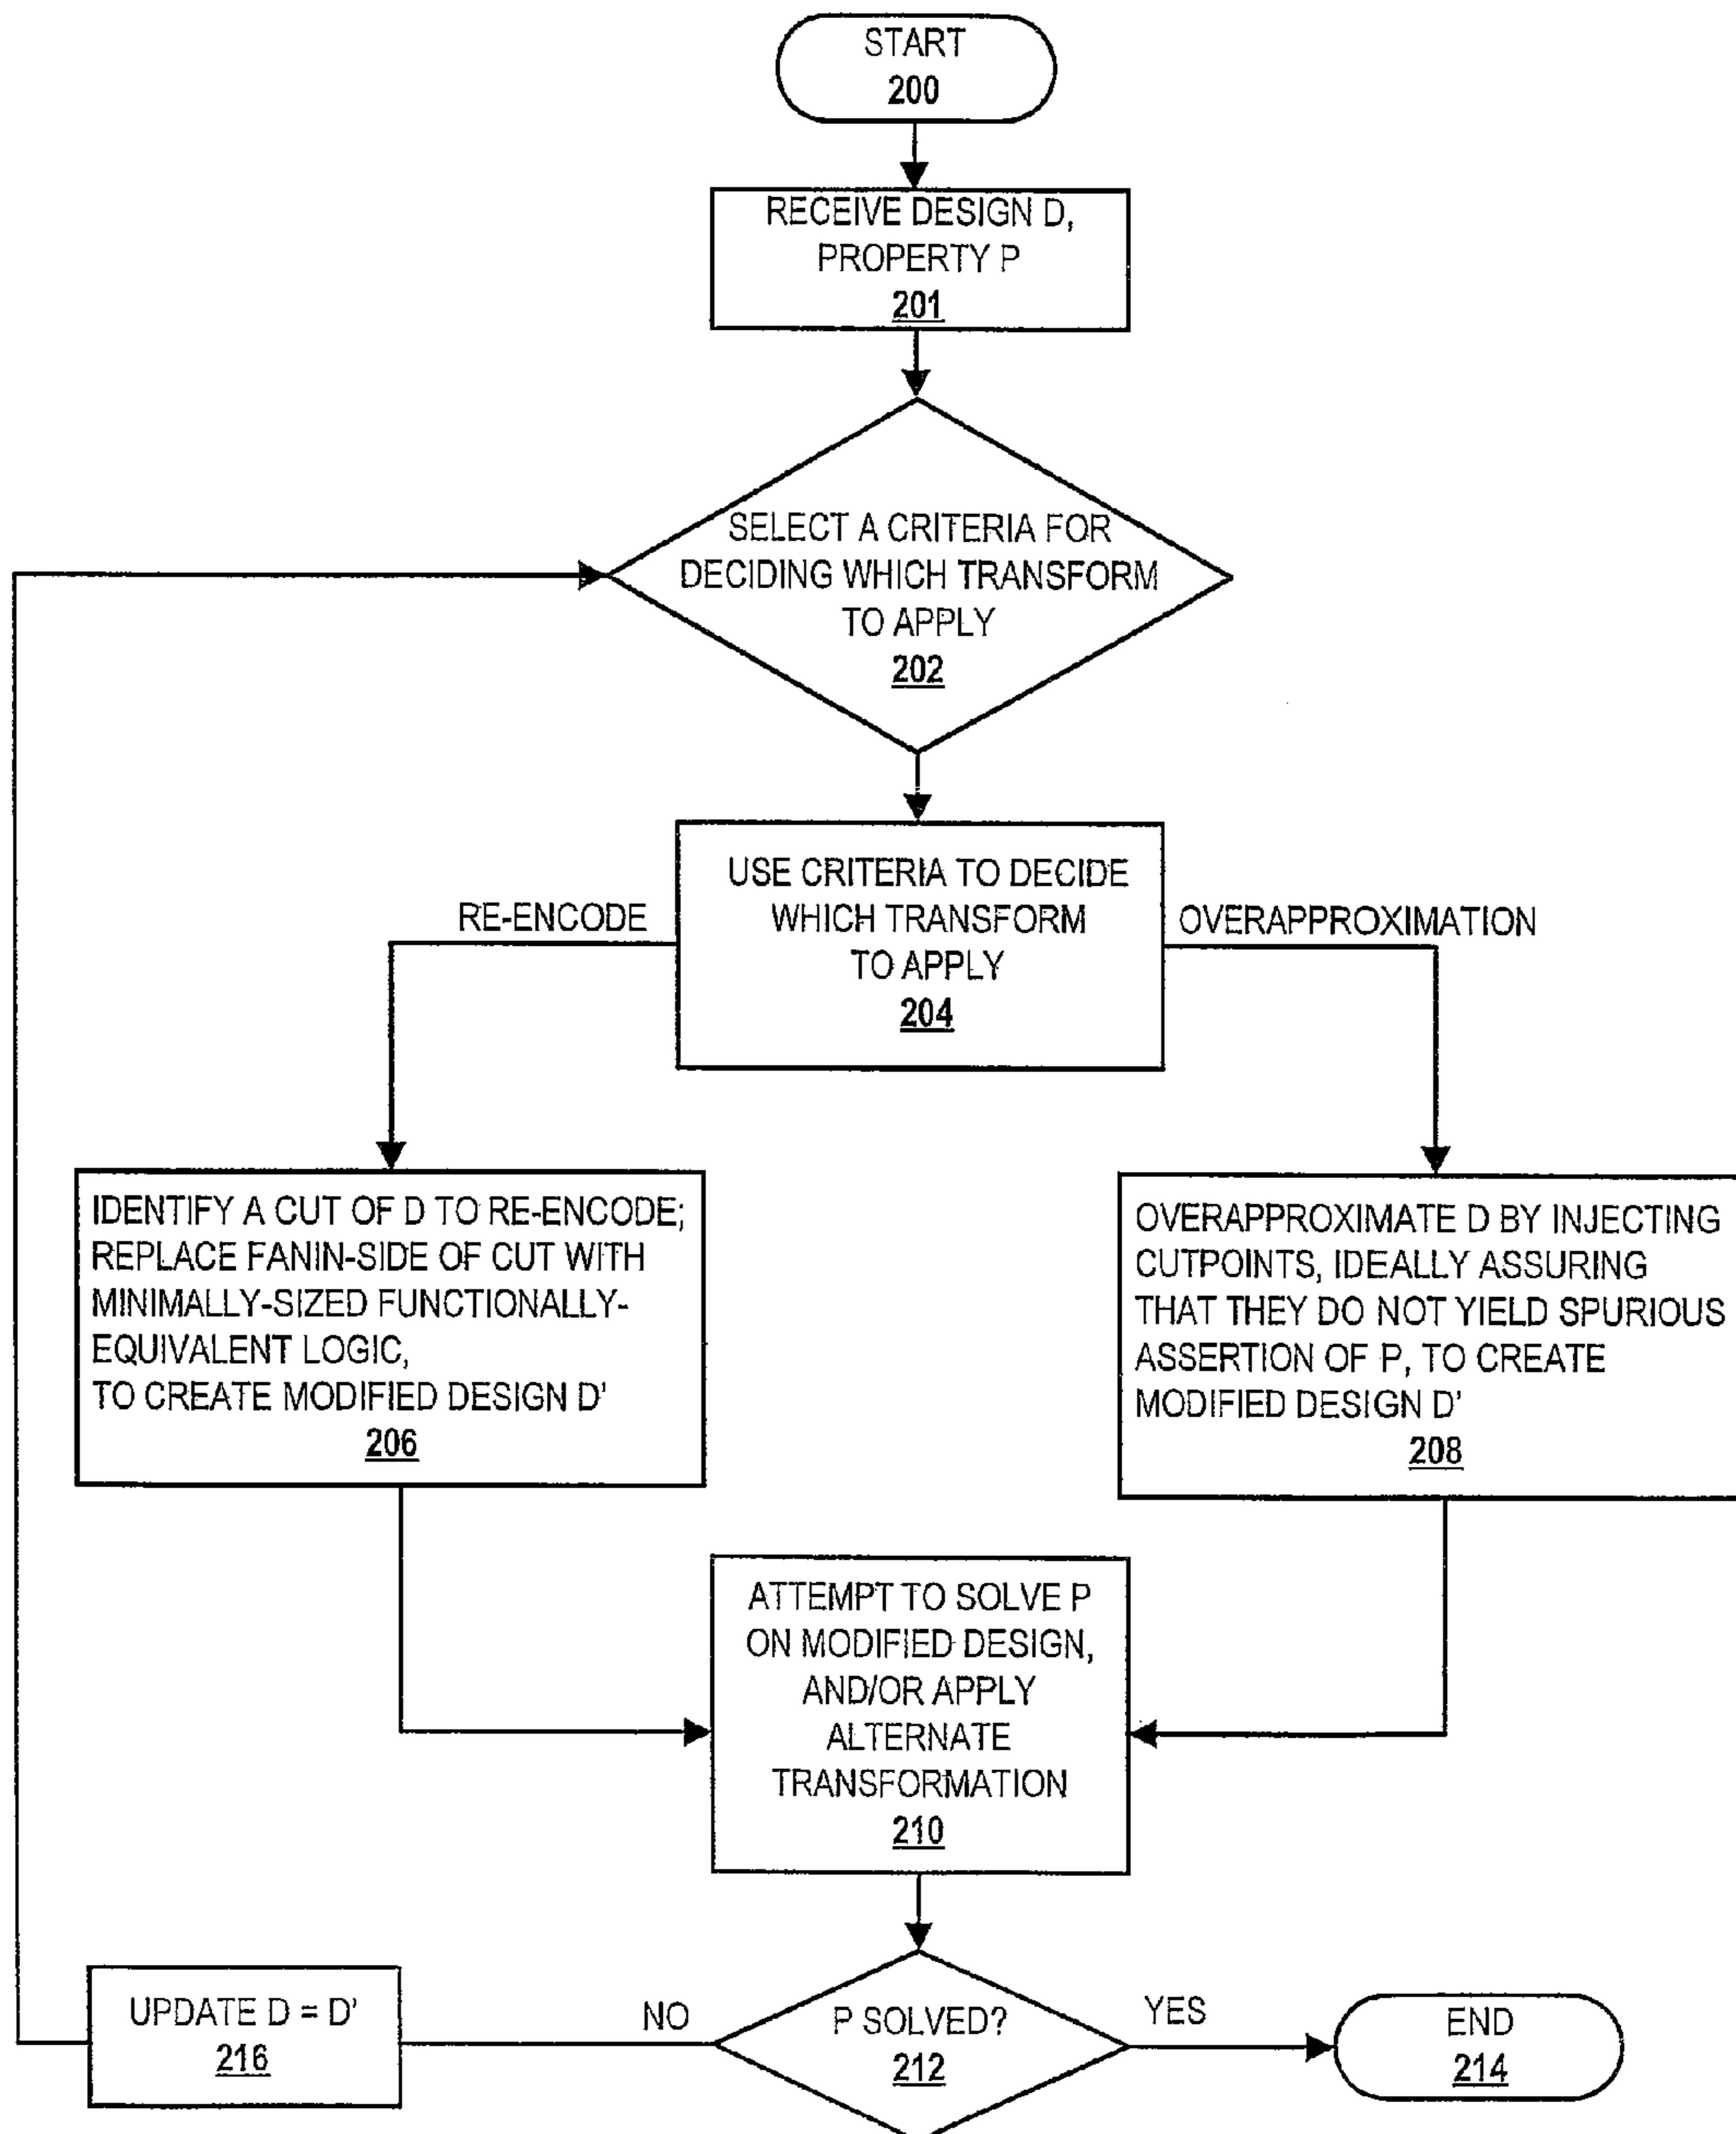 START
200
RECEIVE DESIGN D,
PROPERTY P
201
SELECT A CRITERIA FOR
DECIDING WHICH TRANSFORM
TO APPLY
202
USE CRITERIA TO DECIDE
WHICH TRANSFORM
TO APPLY
204
RE-ENCODE
OVERAPPROXIMATION
IDENTIFY A CUT OF D TO RE-ENCODE;
REPLACE FANIN-SIDE OF CUT WITH
MINIMALLY-SIZED FUNCTIONALLY-
EQUIVALENT LOGIC,
TO CREATE MODIFIED DESIGN D'
206
OVERAPPROXIMATE D BY INJECTING
CUTPOINTS, IDEALLY ASSURING
THAT THEY DO NOT YIELD SPURIOUS
ASSERTION OF P, TO CREATE
MODIFIED DESIGN D'
208
ATTEMPT TO SOLVE P
ON MODIFIED DESIGN,
AND/OR APPLY
ALTERNATE
TRANSFORMATION
210
UPDATE D = D'
216
NO
P SOLVED?
212
YES
END
214